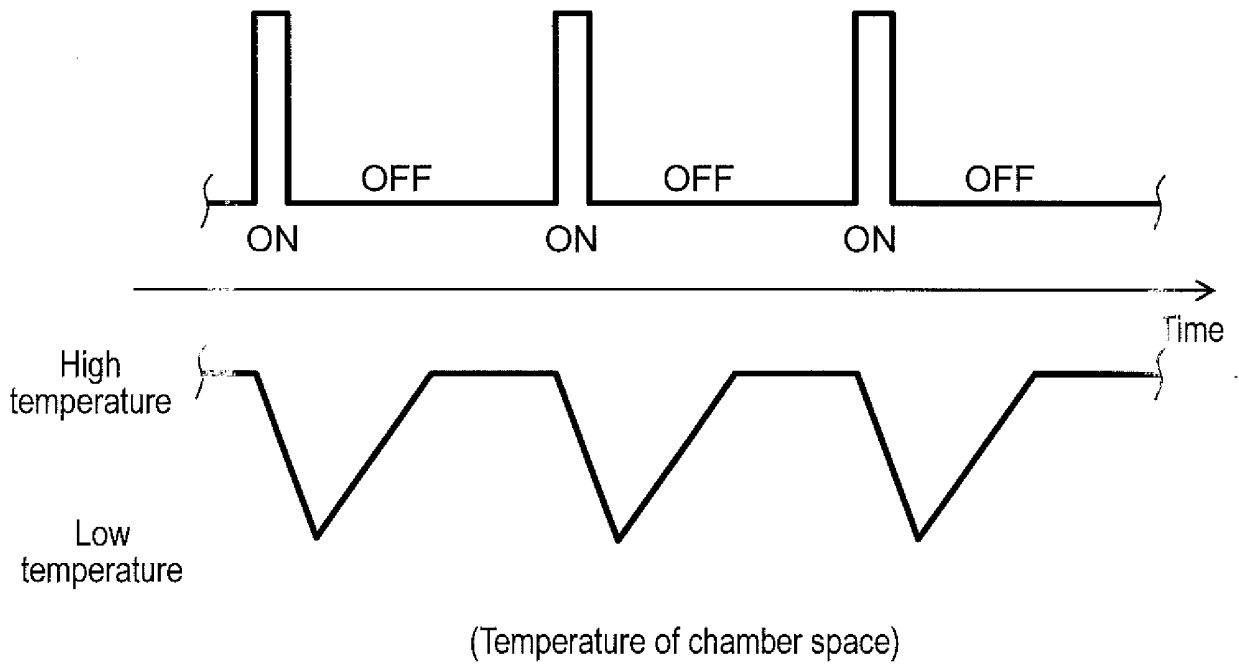 OFF
OFF
OFF
ON
ON
ON
Time
High
temperature
Low
temperature
(Temperature of chamber space)